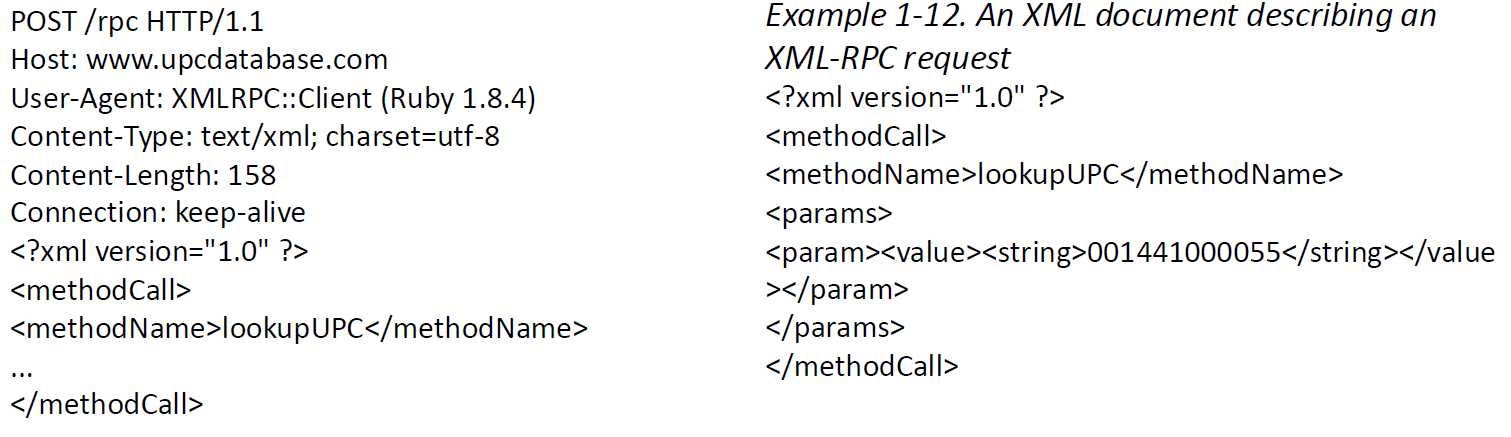 POST /rpc HTTP/1.1
Host: www.upcdatabase.com
User-Agent: XMLRPC::Client (Ruby 1.8.4)
Content-Type: text/xml; charset=utf-8
Content-Length: 158
Connection: keep-alive
<?xml version="1.0" ?>
<methodCall>
<methodName>lookupUPC</methodName>
...
</methodCall>
Example 1-12. An XML document describing an
XML-RPC request
<?xml version="1.0" ?>
<methodCall>
<methodName>lookupUPC</methodName>
<params>
<param><value><string>001441000055</string></value
></param>
</params>
</methodCall>